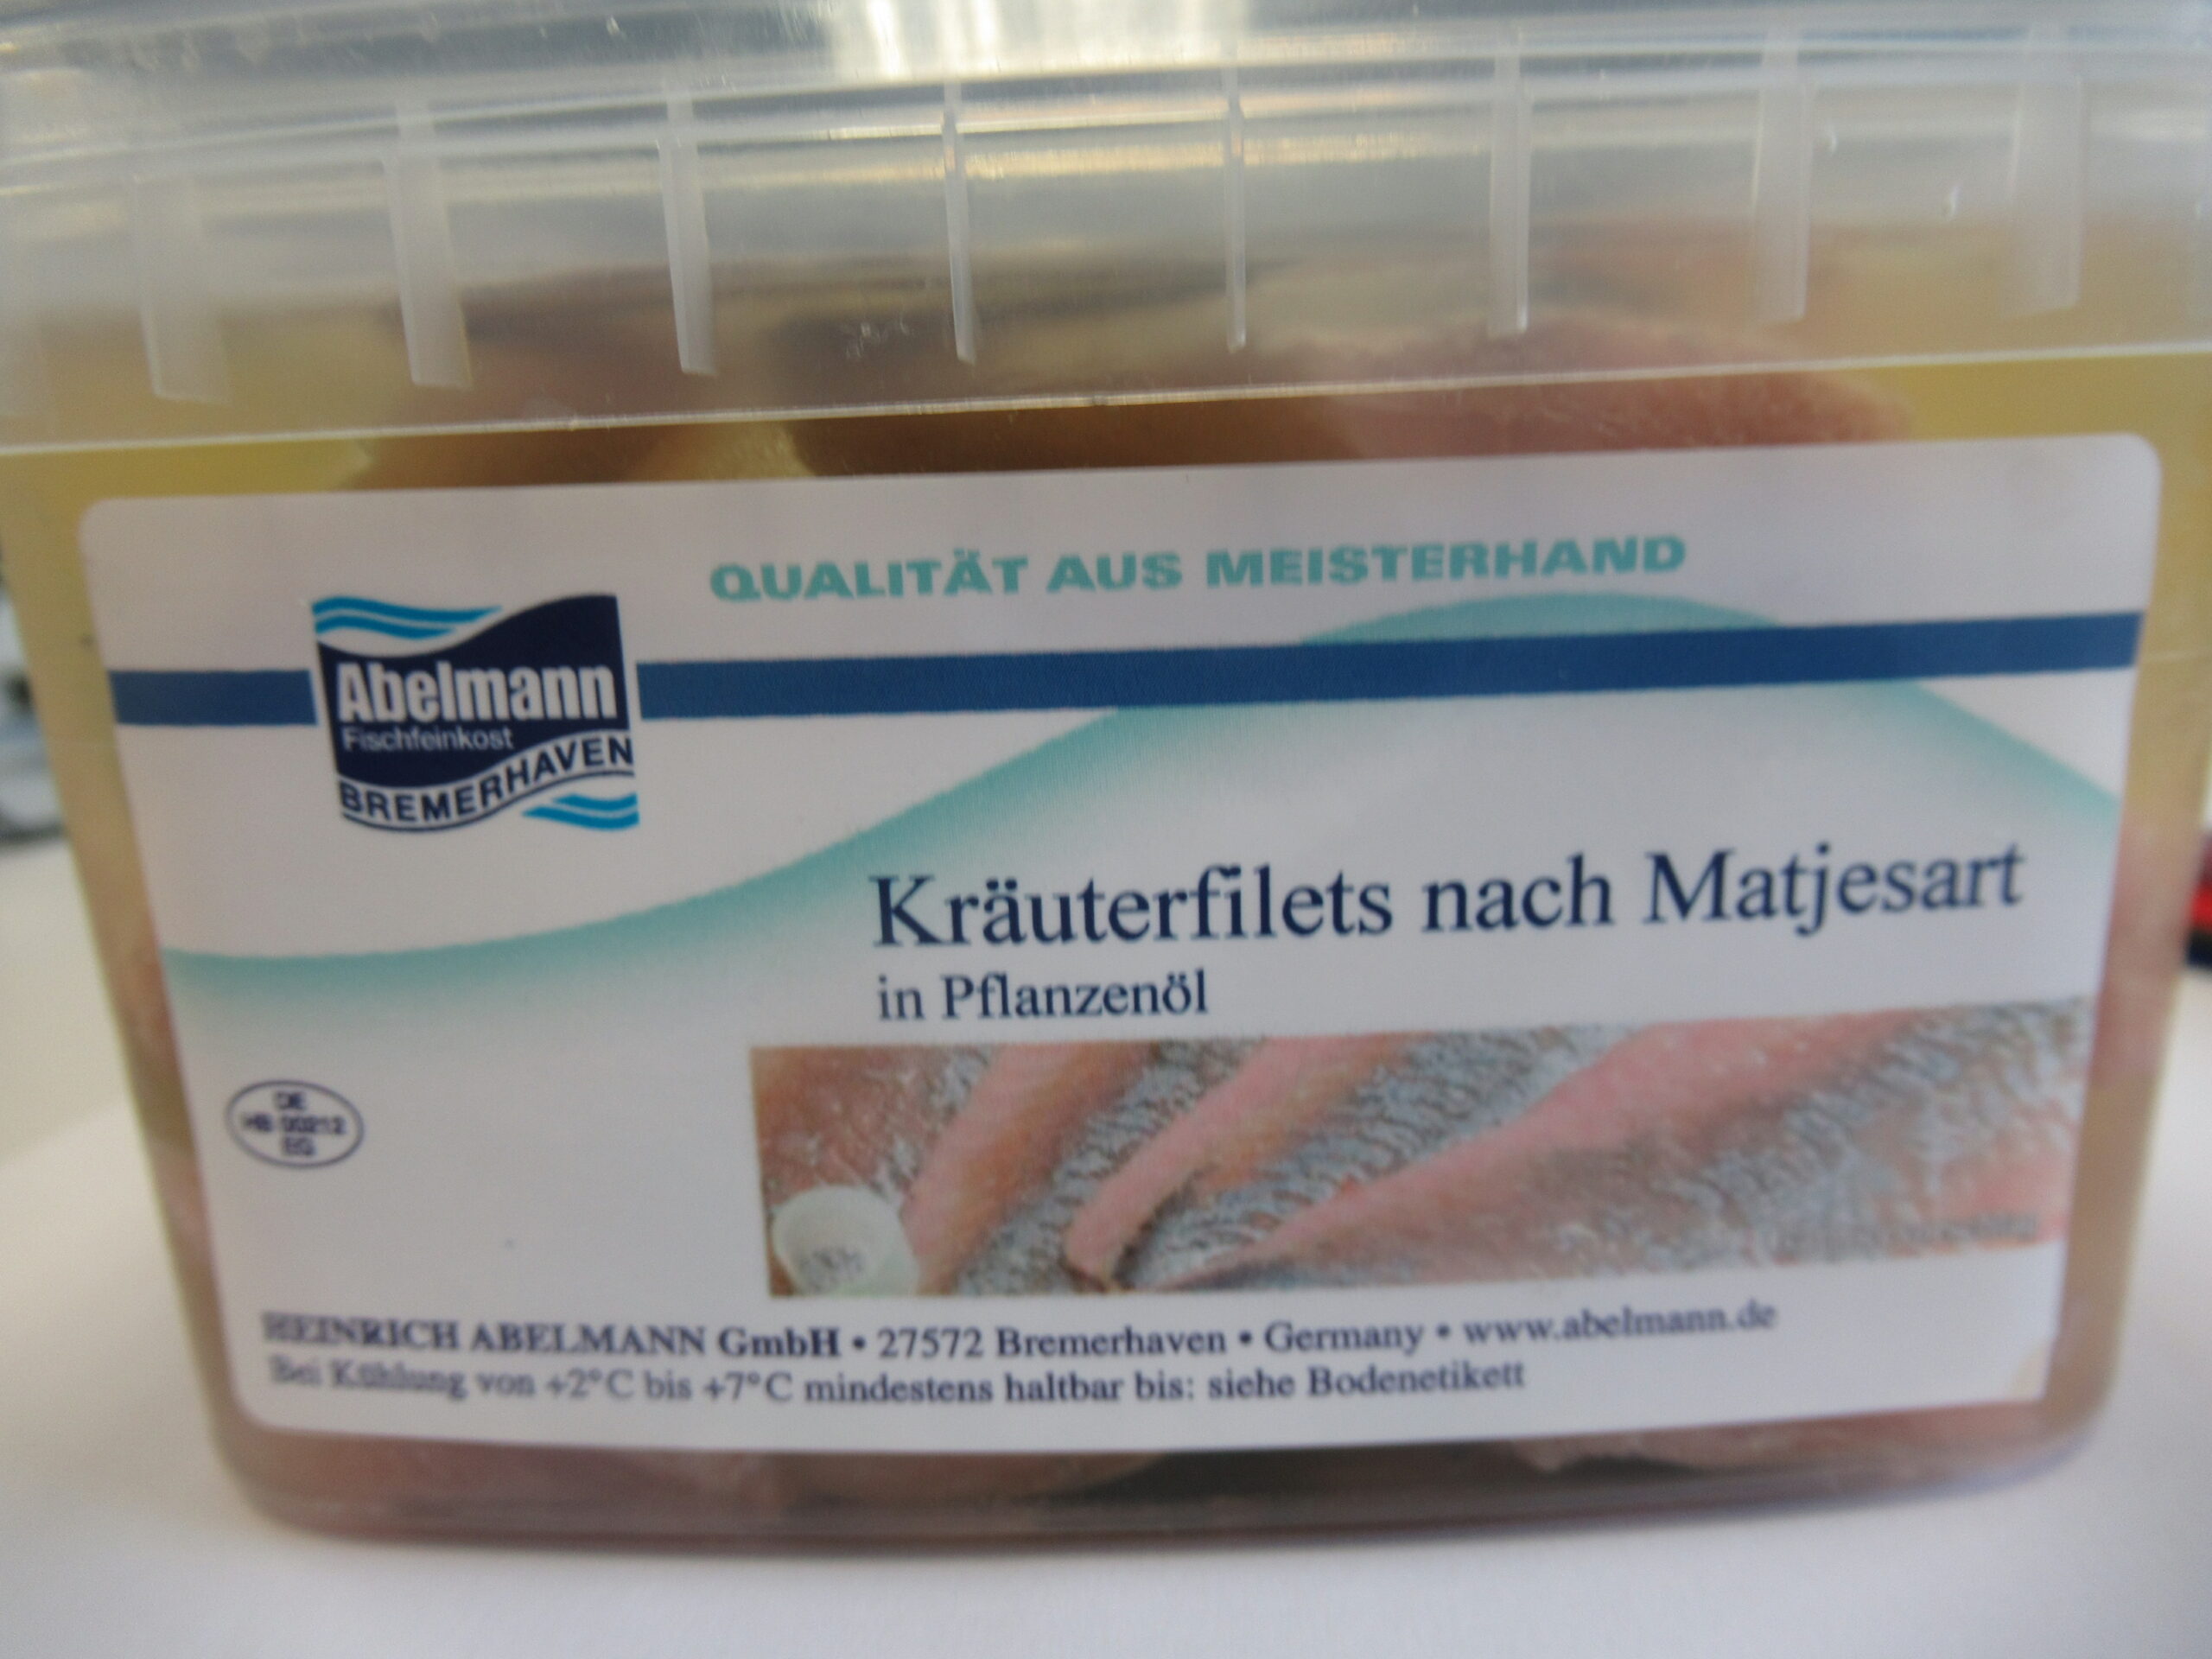 QUALITÄT AUS MEISTERHAND
Abelmann
Fischfeinkost
BREMERHAVEN
Kräuterfilets nach Matjesart
in Pflanzenöl
DE
HB 00212
EG
HEINRICH ABELMANN GmbH • 27572 Bremerhaven • Germany • www.abelmann.de
Bei Kühlung von +2°C bis +7°C mindestens haltbar bis: siehe Bodenetikett